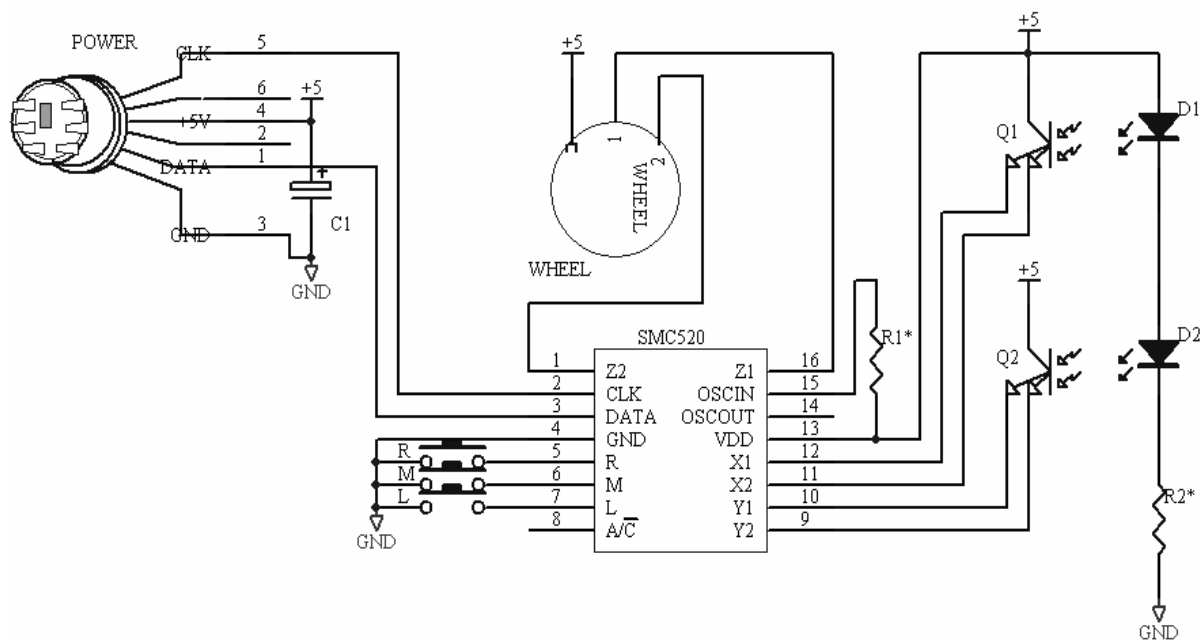 POWER
CLK
5
6
+5
+5V
4
2
DATA
1
+
C1
GND
3
GND
+5
1
2
WHEEL
WHEEL
+5
Q1
D1
+5
Q2
D2
R1*
R2*
GND
SMC520
1
Z2
Z1
16
2
CLK
OSCIN
15
3
DATA
OSCOUT
14
4
GND
VDD
13
R
5
R
X1
12
M
6
M
X2
11
L
7
L
Y1
10
8
A/C̅
Y2
9
GND